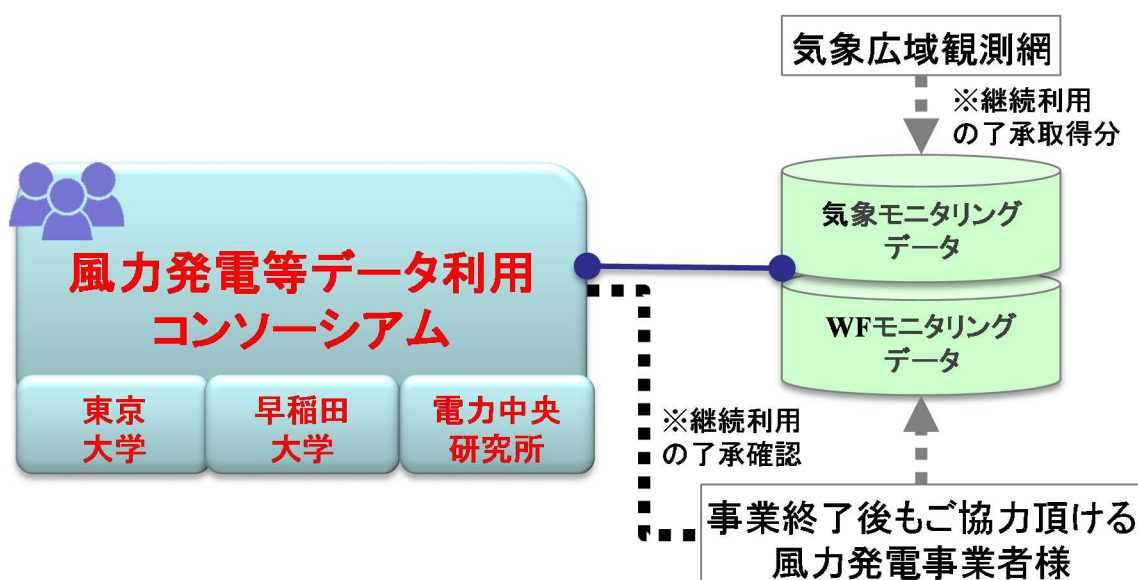 気象広域観測網
※継続利用
の了承取得分
気象モニタリング
データ
WFモニタリング
データ
風力発電等データ利用
コンソーシアム
東京
大学
早稲田
大学
電力中央
研究所
※継続利用
の了承確認
事業終了後もご協力頂ける
風力発電事業者様